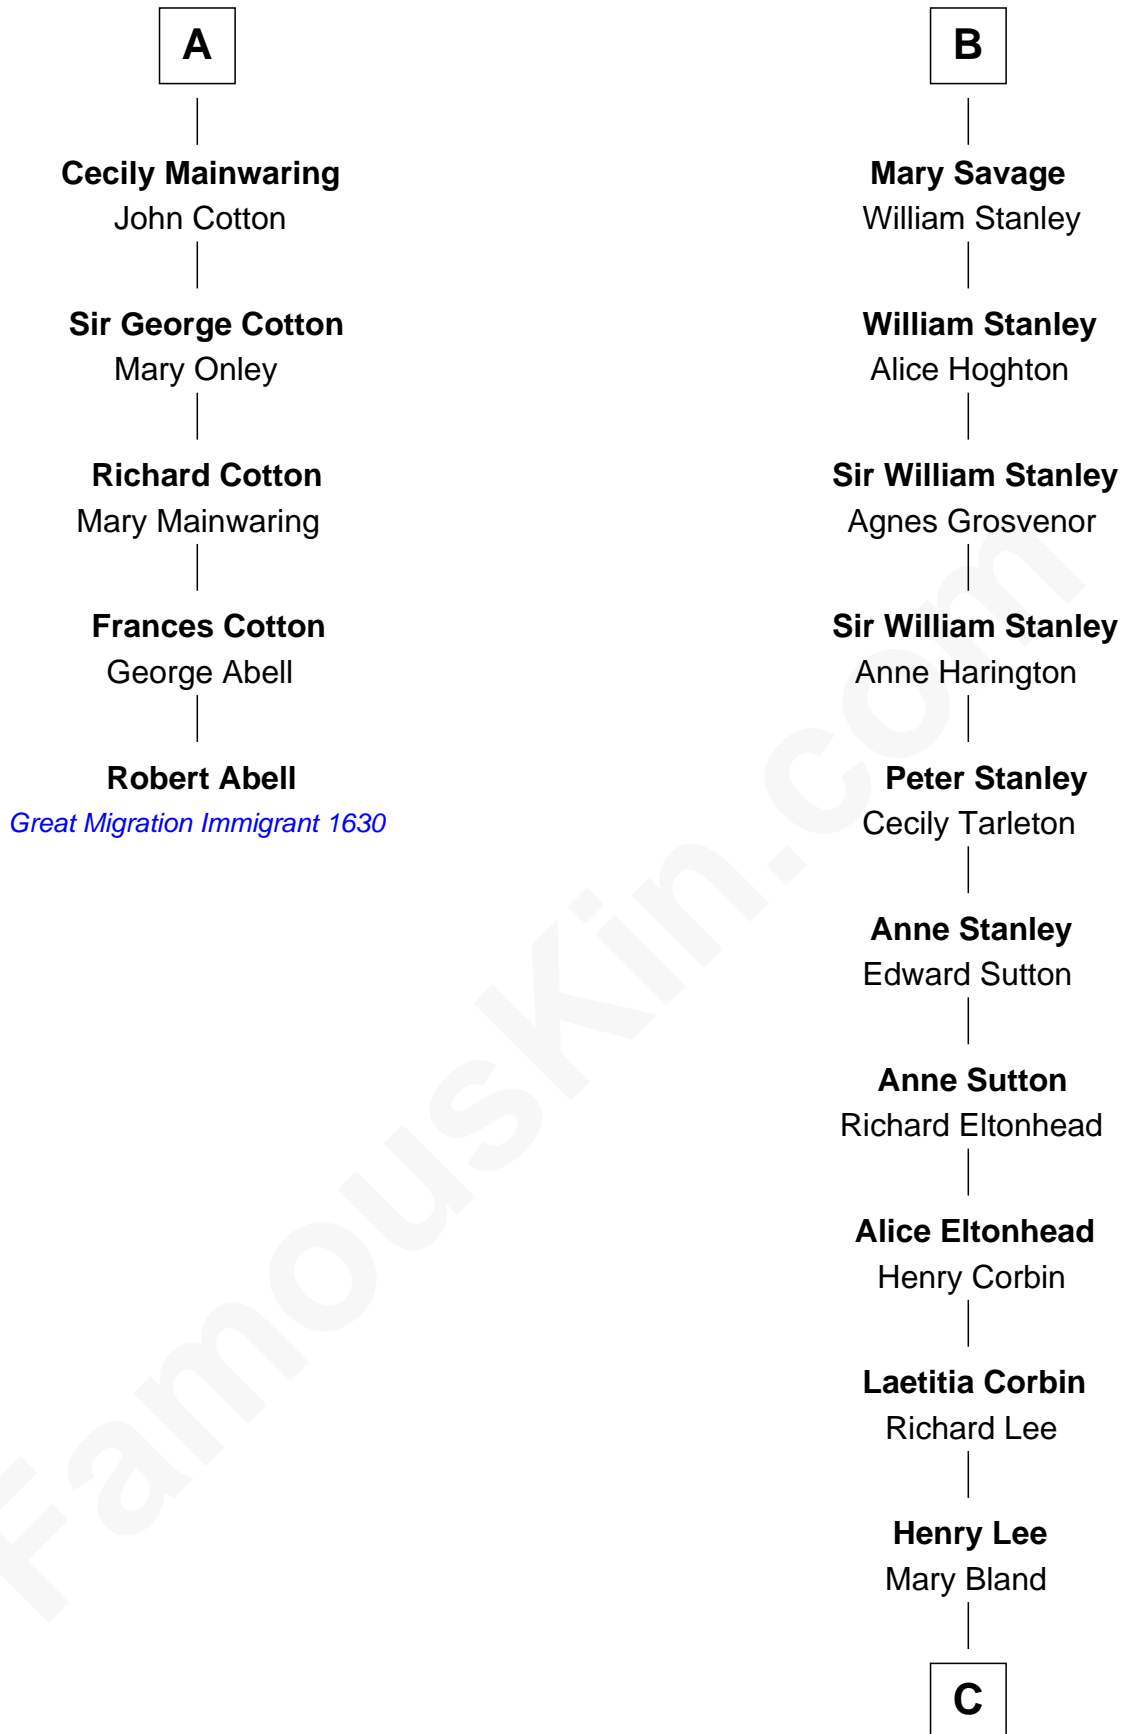 A
Cecily Mainwaring
John Cotton
Sir George Cotton
Mary Onley
Richard Cotton
Mary Mainwaring
Frances Cotton
George Abell
Robert Abell
Great Migration Immigrant 1630
B
Mary Savage
William Stanley
William Stanley
Alice Hoghton
Sir William Stanley
Agnes Grosvenor
Sir William Stanley
Anne Harington
Peter Stanley
Cecily Tarleton
Anne Stanley
Edward Sutton
Anne Sutton
Richard Eltonhead
Alice Eltonhead
Henry Corbin
Laetitia Corbin
Richard Lee
Henry Lee
Mary Bland
C
FamousKin.com